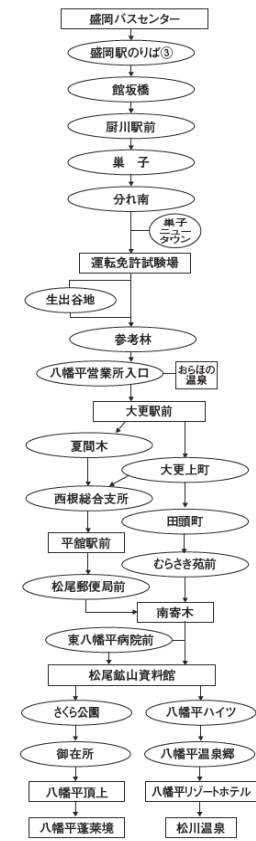 盛岡バスセンター
盛岡駅のりば③
館坂橋
厨川駅前
巣 子
分れ南
巣子
ニュー
タウン
運転免許試験場
生出谷地
参考林
八幡平営業所入口
おらほの
温泉
大更駅前
夏間木
大更上町
西根総合支所
田頭町
平舘駅前
むらさき苑前
松尾郵便局前
南寄木
東八幡平病院前
松尾鉱山資料館
さくら公園
八幡平ハイツ
御在所
八幡平温泉郷
八幡平頂上
八幡平リゾートホテル
八幡平蓬莱境
松川温泉